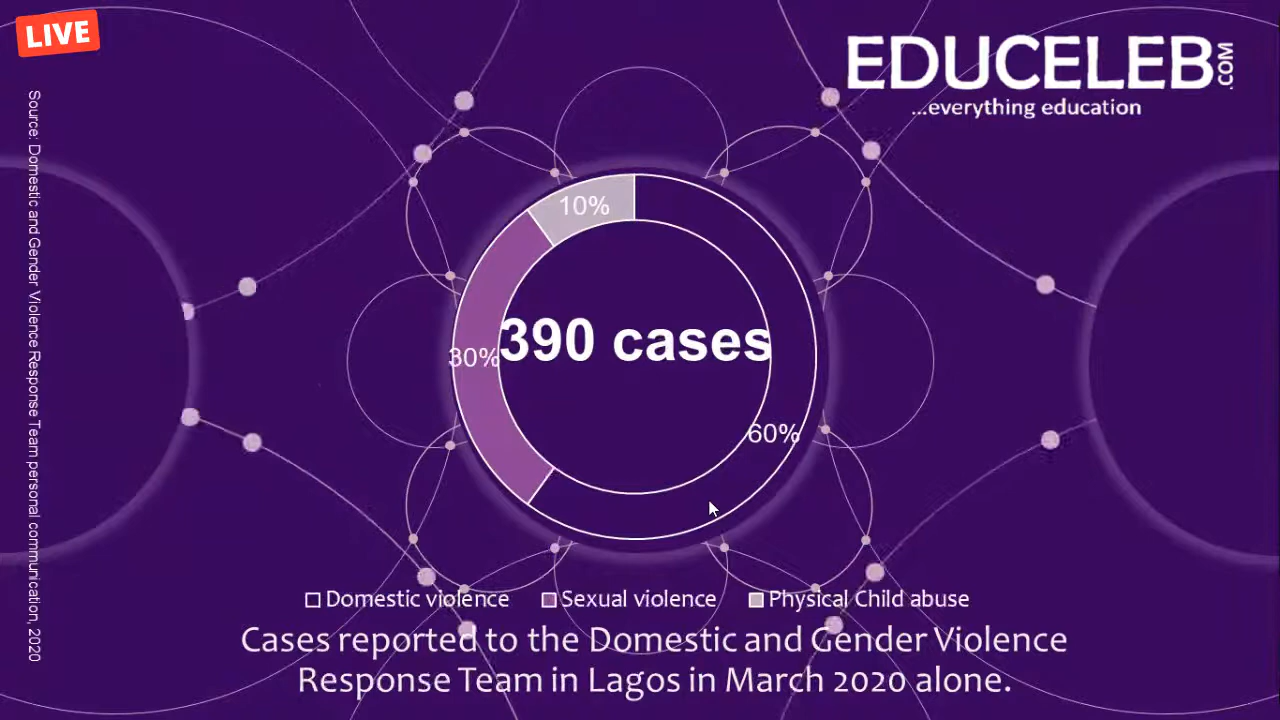 LIVE
EDUCELEB.COM
...everything education
Source: Domestic and Gender Violence Response Team personal communication, 2020
10%
390 cases
30%
60%
Domestic violence
Sexual violence
Physical Child abuse
Cases reported to the Domestic and Gender Violence
Response Team in Lagos in March 2020 alone.